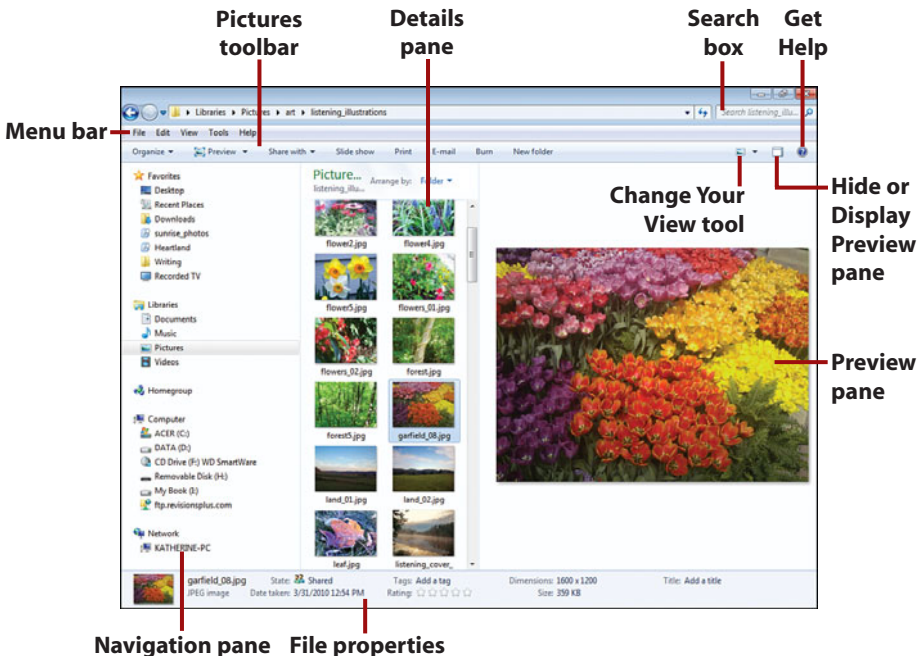 Pictures toolbar
Details pane
Search box
Get Help
Menu bar
Libraries ▸ Pictures ▸ art ▸ listening_illustrations
Search listening_illu...
File Edit View Tools Help
Organize Preview Share with Slide show Print E-mail Burn New folder
Favorites
Desktop
Recent Places
Downloads
sunrise_photos
Heartland
Writing
Recorded TV
Libraries
Documents
Music
Pictures
Videos
Homegroup
Computer
ACER (C:)
DATA (D:)
CD Drive (F:) WD SmartWare
Removable Disk (H:)
My Book (I:)
ftp.revisionsplus.com
Network
KATHERINE-PC
Picture...
listening_illu...
Arrange by: Folder
flower2.jpg flower4.jpg
flower5.jpg flowers_01.jpg
flowers_02.jpg forest.jpg
forest5.jpg garfield_08.jpg
land_01.jpg land_02.jpg
leaf.jpg listening_cover_
Change Your
View tool
Hide or
Display
Preview
pane
Preview
pane
garfield_08.jpg State: Shared Tags: Add a tag Dimensions: 1600 x 1200 Title: Add a title
JPEG image Date taken: 3/31/2010 12:54 PM Rating: Size: 359 KB
Navigation pane File properties